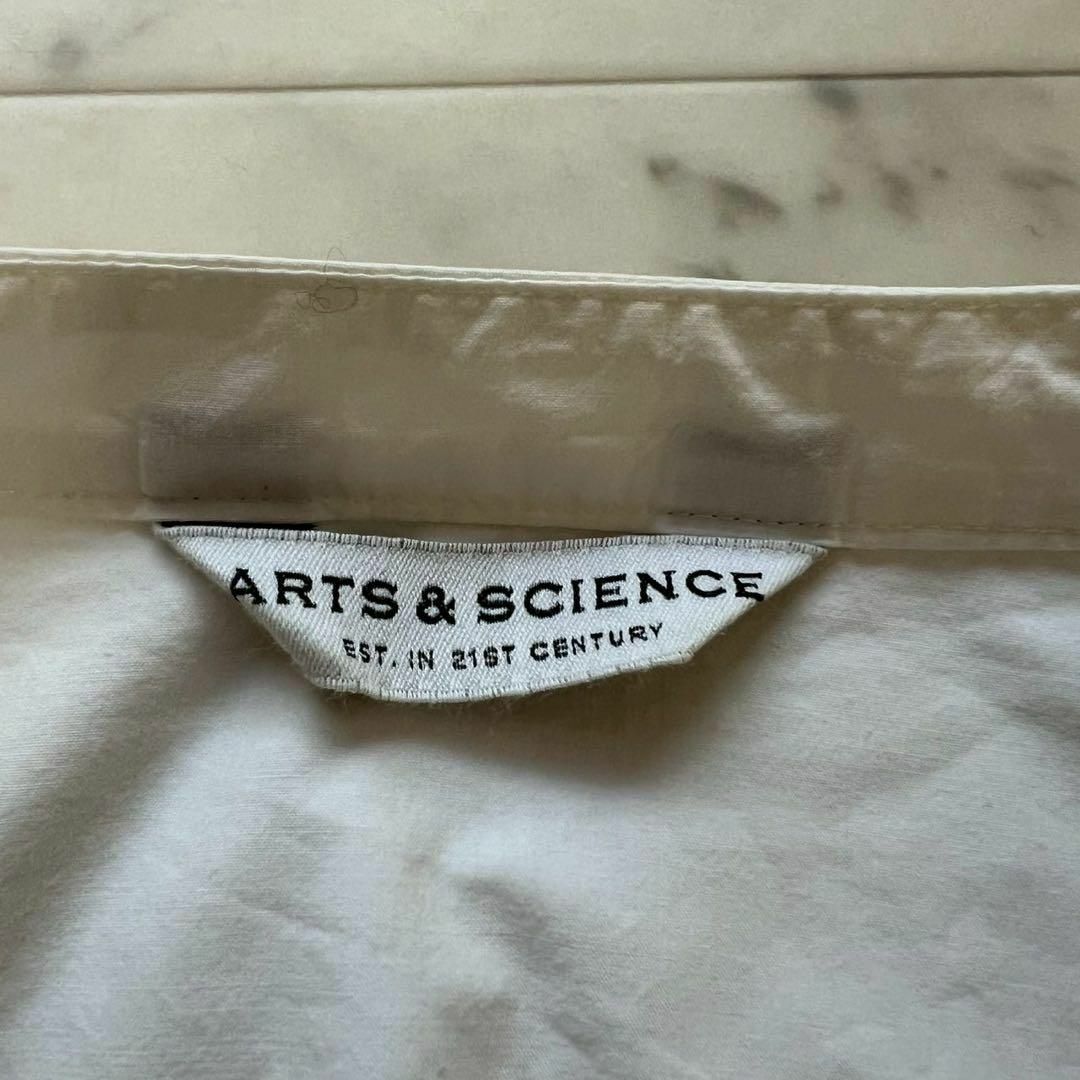 ARTS & SCIENCE
EST. IN 21ST CENTURY